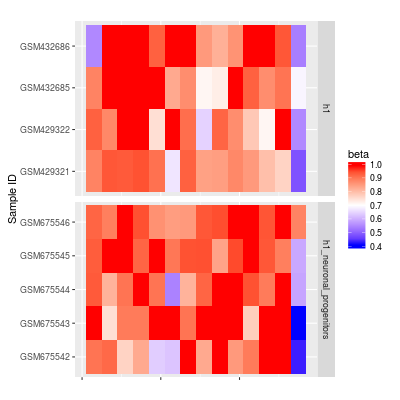 Sample ID
GSM432686
GSM432685
GSM429322
GSM429321
h1
GSM675546
GSM675545
GSM675544
GSM675543
GSM675542
h1_neuronal_progenitors
beta
1.0
0.9
0.8
0.7
0.6
0.5
0.4